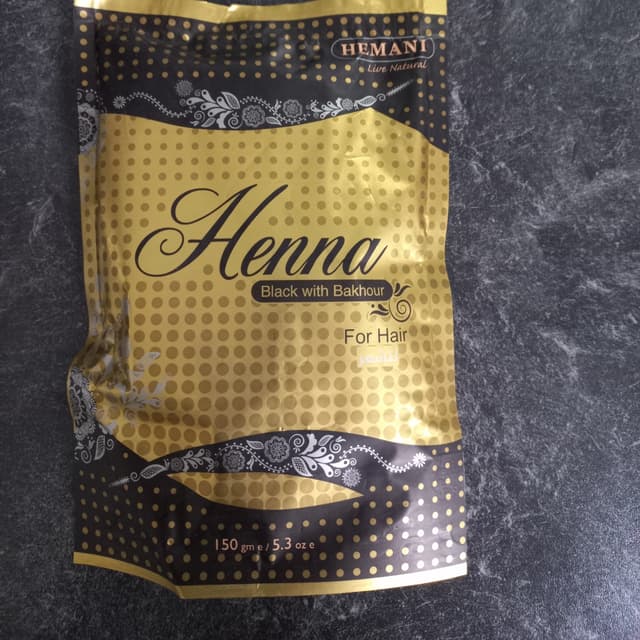 HEMANI
Live Natural
Henna
Black with Bakhour
For Hair
150 gm e / 5.3 oz e